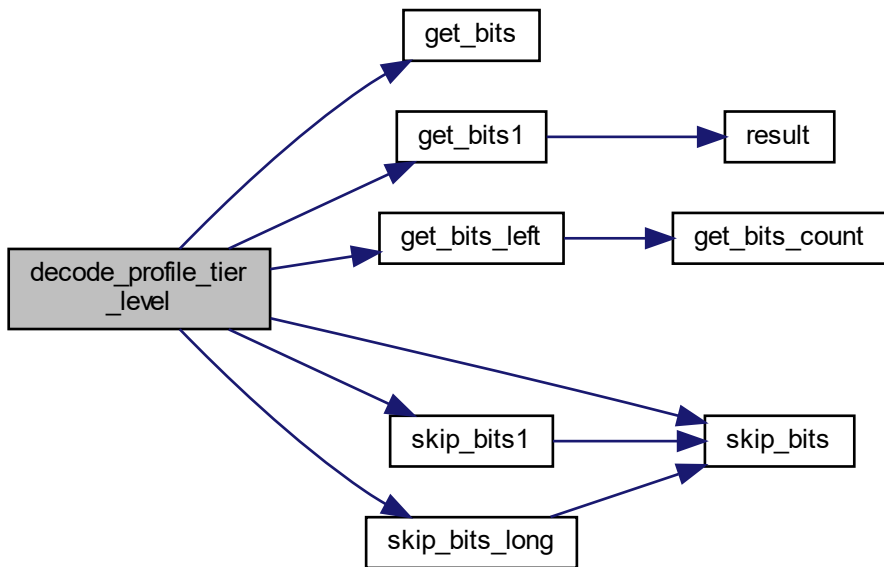 get_bits
get_bits1
result
get_bits_left
get_bits_count
decode_profile_tier
_level
skip_bits1
skip_bits
skip_bits_long